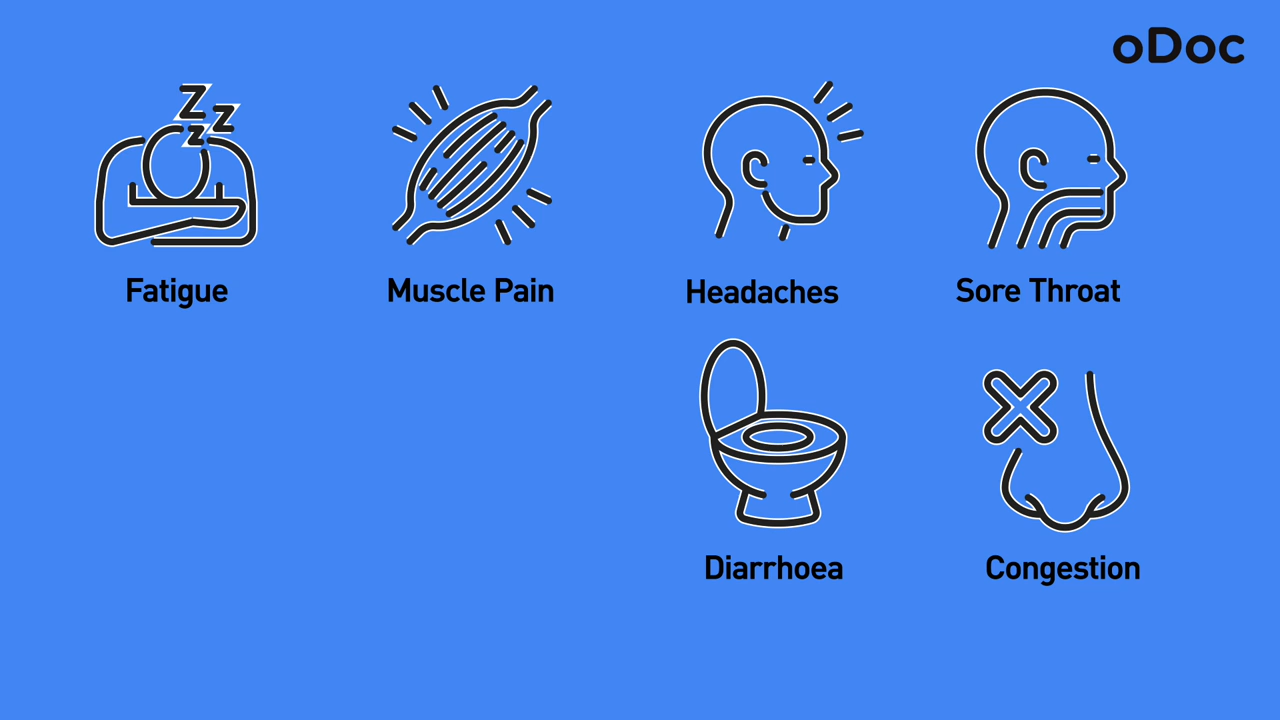 oDoc
Z Z Z
Fatigue
Muscle Pain
Headaches
Sore Throat
Diarrhoea
Congestion